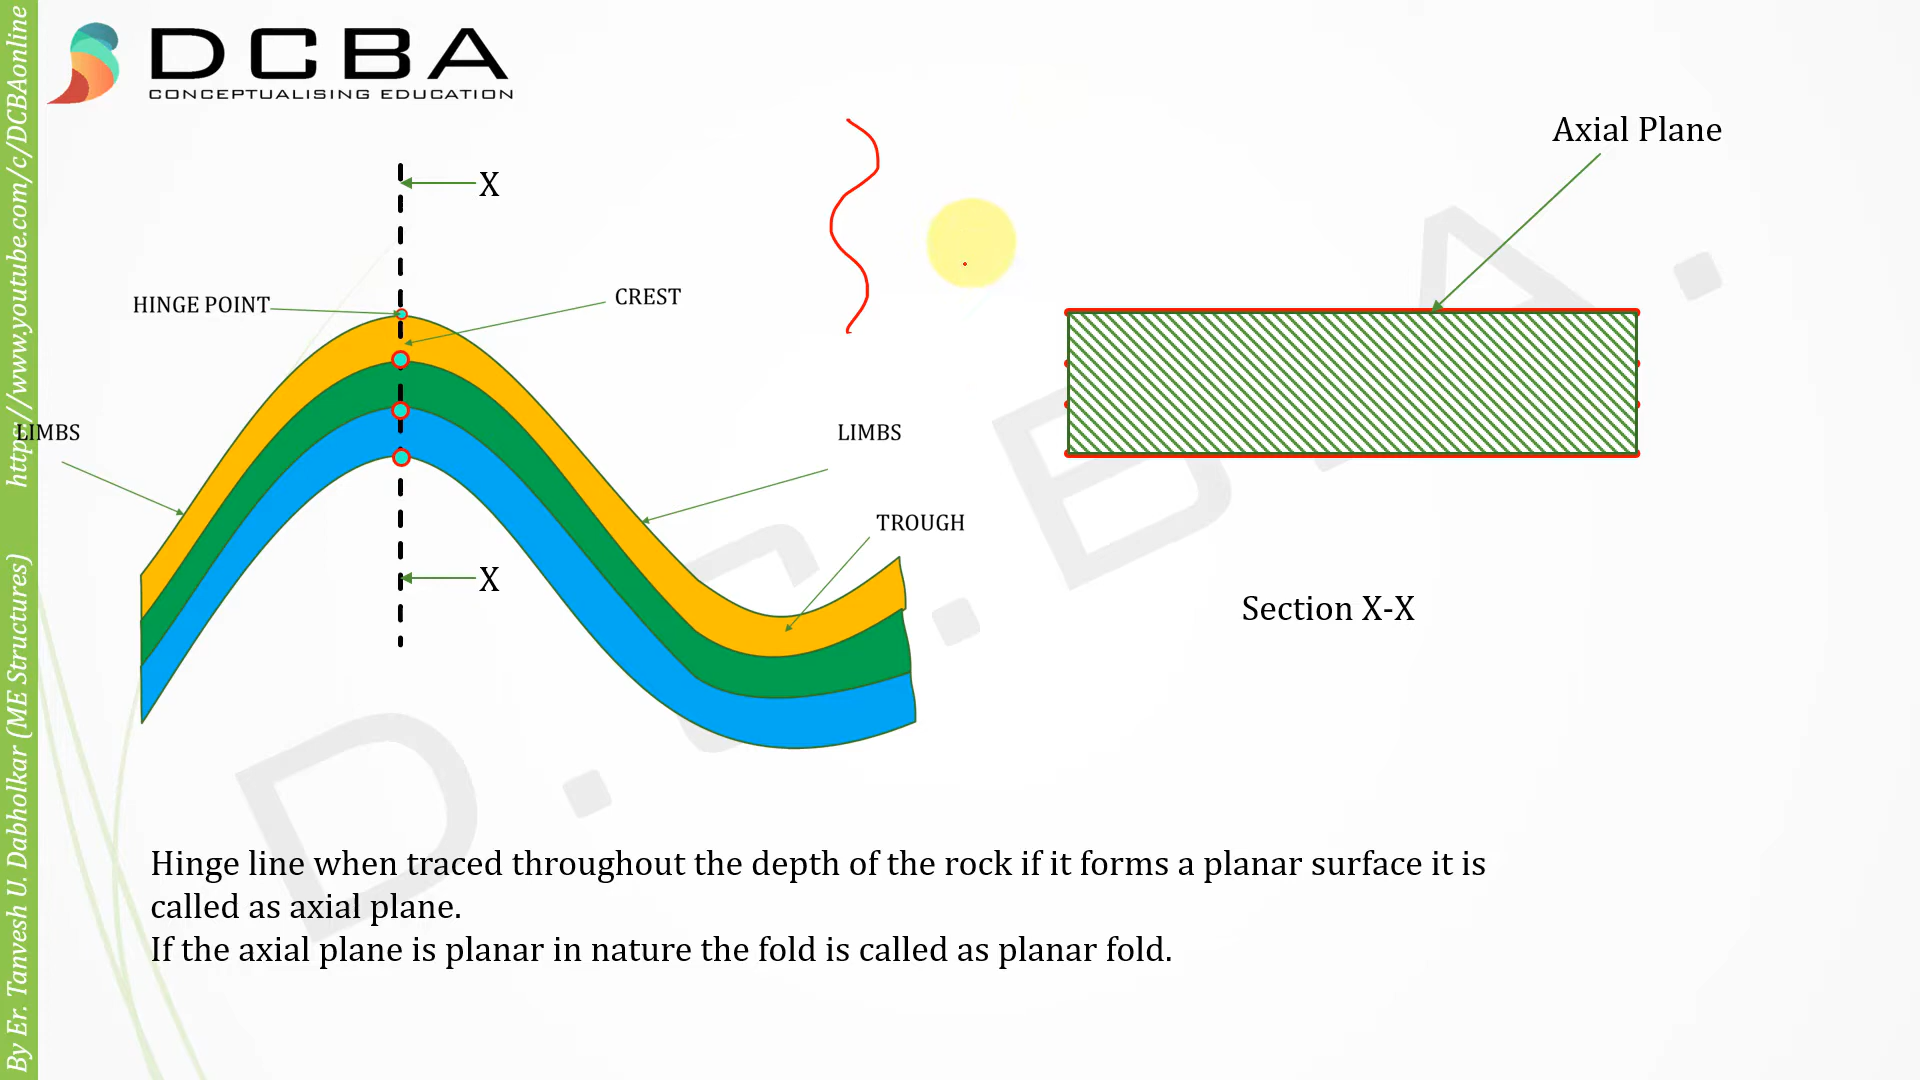 DCBA
CONCEPTUALISING EDUCATION
By Er. Tanvesh U. Dabholkar (ME Structures) https://www.youtube.com/c/DCBAonline
Axial Plane
X
HINGE POINT
CREST
LIMBS
LIMBS
TROUGH
X
Section X-X
D.C.B.A.
Hinge line when traced throughout the depth of the rock if it forms a planar surface it is
called as axial plane.
If the axial plane is planar in nature the fold is called as planar fold.